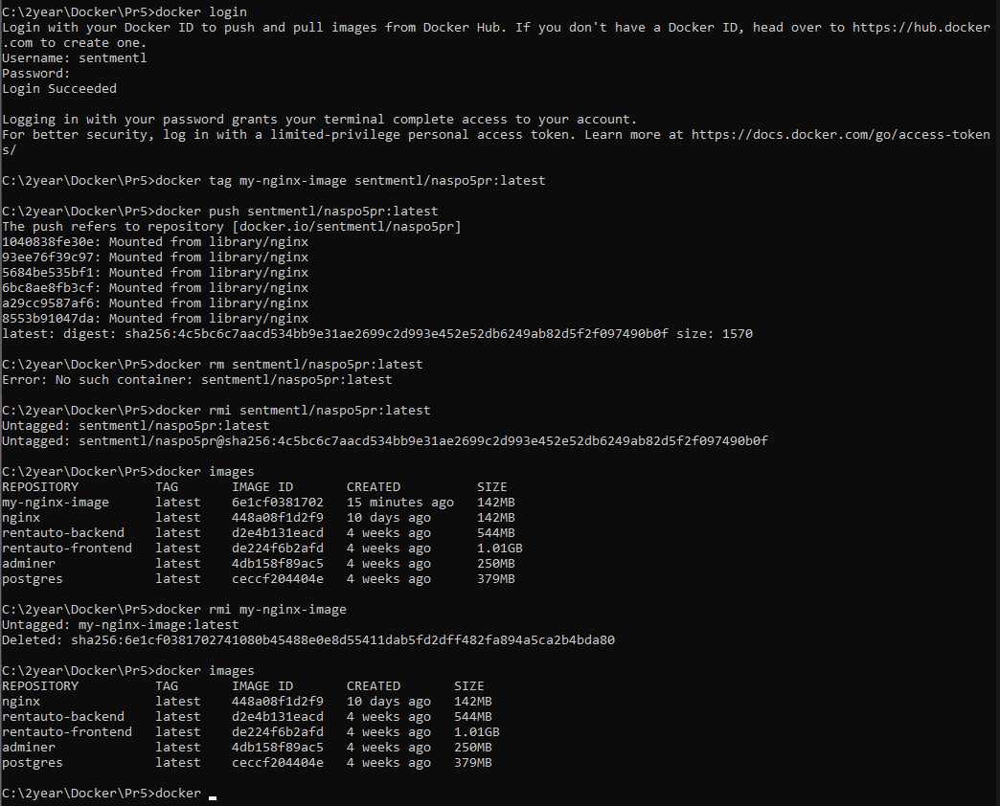 C:\2year\Docker\Pr5>docker login
Login with your Docker ID to push and pull images from Docker Hub. If you don't have a Docker ID, head over to https://hub.docker
.com to create one.
Username: sentmentl
Password:
Login Succeeded
Logging in with your password grants your terminal complete access to your account.
For better security, log in with a limited-privilege personal access token. Learn more at https://docs.docker.com/go/access-token
s/
C:\2year\Docker\Pr5>docker tag my-nginx-image sentmentl/naspo5pr:latest
C:\2year\Docker\Pr5>docker push sentmentl/naspo5pr:latest
The push refers to repository [docker.io/sentmentl/naspo5pr]
1040838fe30e: Mounted from library/nginx
93ee76f39c97: Mounted from library/nginx
5684be535bf1: Mounted from library/nginx
6bc8ae8fb3cf: Mounted from library/nginx
a29cc9587af6: Mounted from library/nginx
8553b91047da: Mounted from library/nginx
latest: digest: sha256:4c5bc6c7aacd534bb9e31ae2699c2d993e452e52db6249ab82d5f2f097490b0f size: 1570
C:\2year\Docker\Pr5>docker rm sentmentl/naspo5pr:latest
Error: No such container: sentmentl/naspo5pr:latest
C:\2year\Docker\Pr5>docker rmi sentmentl/naspo5pr:latest
Untagged: sentmentl/naspo5pr:latest
Untagged: sentmentl/naspo5pr@sha256:4c5bc6c7aacd534bb9e31ae2699c2d993e452e52db6249ab82d5f2f097490b0f
C:\2year\Docker\Pr5>docker images
REPOSITORY TAG IMAGE ID CREATED SIZE
my-nginx-image latest 6e1cf0381702 15 minutes ago 142MB
nginx latest 448a08f1d2f9 10 days ago 142MB
rentauto-backend latest d2e4b131eacd 4 weeks ago 544MB
rentauto-frontend latest de224f6b2afd 4 weeks ago 1.01GB
adminer latest 4db158f89ac5 4 weeks ago 250MB
postgres latest ceccf204404e 4 weeks ago 379MB
C:\2year\Docker\Pr5>docker rmi my-nginx-image
Untagged: my-nginx-image:latest
Deleted: sha256:6e1cf0381702741080b45488e0e8d55411dab5fd2dff482fa894a5ca2b4bda80
C:\2year\Docker\Pr5>docker images
REPOSITORY TAG IMAGE ID CREATED SIZE
nginx latest 448a08f1d2f9 10 days ago 142MB
rentauto-backend latest d2e4b131eacd 4 weeks ago 544MB
rentauto-frontend latest de224f6b2afd 4 weeks ago 1.01GB
adminer latest 4db158f89ac5 4 weeks ago 250MB
postgres latest ceccf204404e 4 weeks ago 379MB
C:\2year\Docker\Pr5>docker